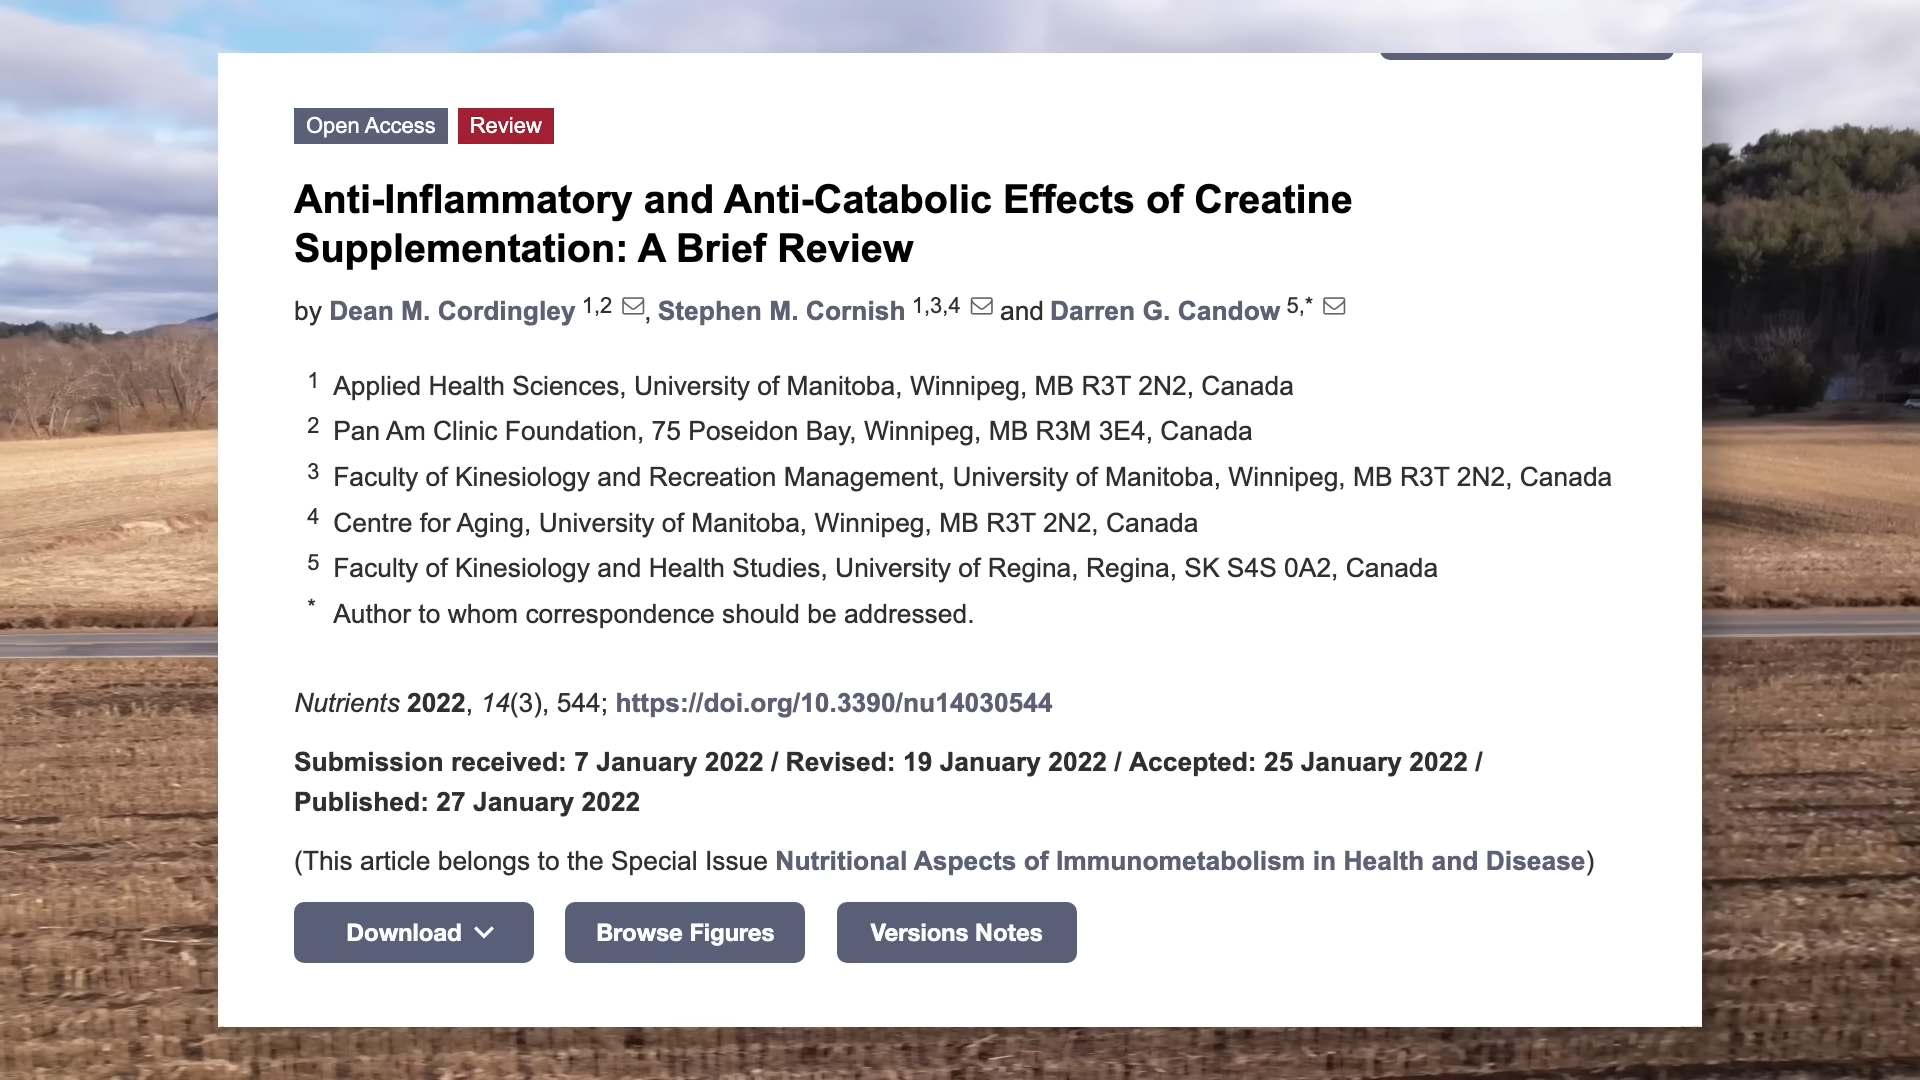 Open Access Review
Anti-Inflammatory and Anti-Catabolic Effects of Creatine
Supplementation: A Brief Review
by Dean M. Cordingley 1,2, Stephen M. Cornish 1,3,4 and Darren G. Candow 5,*
1 Applied Health Sciences, University of Manitoba, Winnipeg, MB R3T 2N2, Canada
2 Pan Am Clinic Foundation, 75 Poseidon Bay, Winnipeg, MB R3M 3E4, Canada
3 Faculty of Kinesiology and Recreation Management, University of Manitoba, Winnipeg, MB R3T 2N2, Canada
4 Centre for Aging, University of Manitoba, Winnipeg, MB R3T 2N2, Canada
5 Faculty of Kinesiology and Health Studies, University of Regina, Regina, SK S4S 0A2, Canada
* Author to whom correspondence should be addressed.
Nutrients 2022, 14(3), 544; https://doi.org/10.3390/nu14030544
Submission received: 7 January 2022 / Revised: 19 January 2022 / Accepted: 25 January 2022 /
Published: 27 January 2022
(This article belongs to the Special Issue Nutritional Aspects of Immunometabolism in Health and Disease)
Download Browse Figures Versions Notes